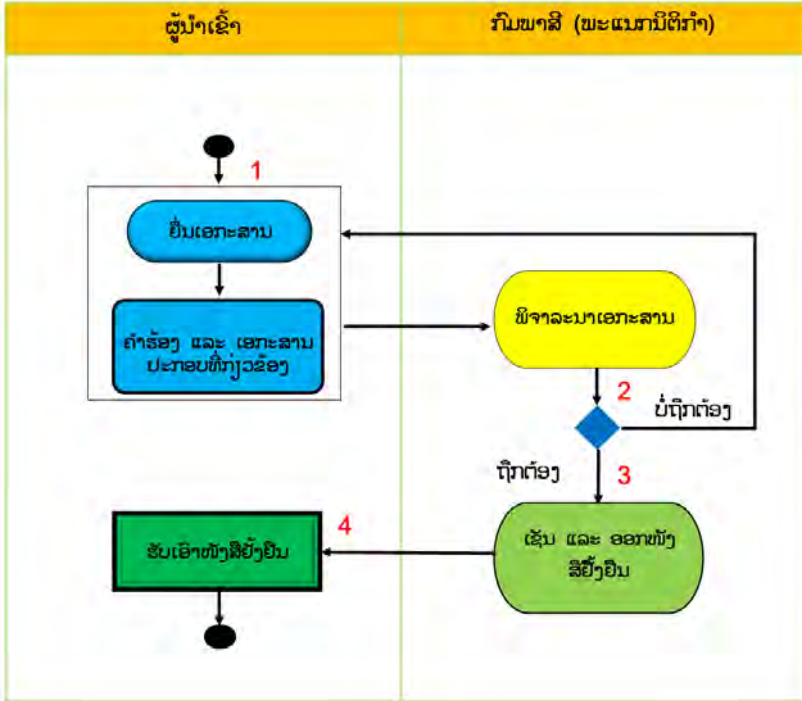 ຜູ້ນຳເຂົ້າ
ກົມພາສີ (ພະແນກນິຕິກຳ)
1
ຍື່ນເອກະສານ
ຄຳຮ້ອງ ແລະ ເອກະສານ
ປະກອບທີ່ກ່ຽວຂ້ອງ
ພິຈາລະນາເອກະສານ
2
ບໍ່ຖືກຕ້ອງ
ຖືກຕ້ອງ
3
ເຊັນ ແລະ ອອກໜັງ
ສືຢັ້ງຢືນ
4
ຮັບເອົາໜັງສືຢັ້ງຢືນ